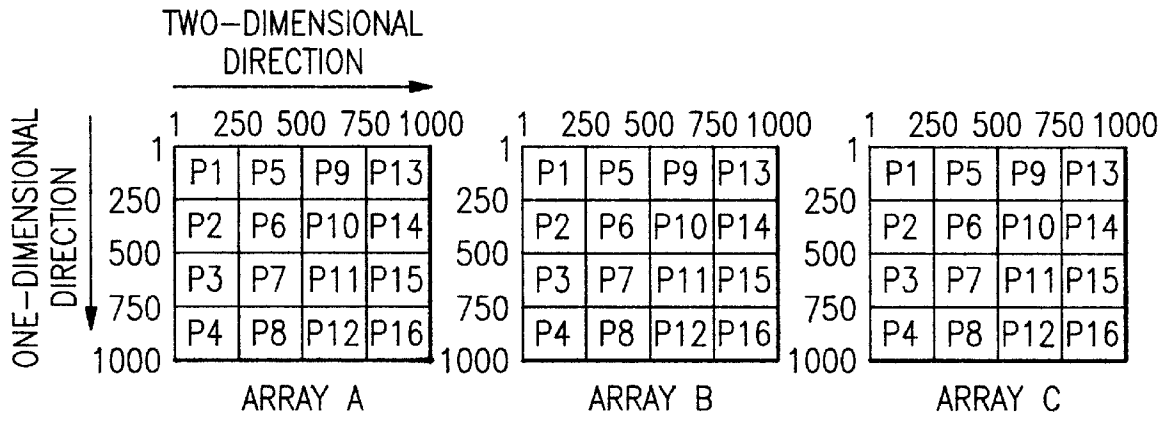 TWO-DIMENSIONAL
DIRECTION
ONE-DIMENSIONAL
DIRECTION
1 250 500 750 1000
1
250
500
750
1000
P1 P5 P9 P13
P2 P6 P10 P14
P3 P7 P11 P15
P4 P8 P12 P16
ARRAY A
1 250 500 750 1000
1
250
500
750
1000
P1 P5 P9 P13
P2 P6 P10 P14
P3 P7 P11 P15
P4 P8 P12 P16
ARRAY B
1 250 500 750 1000
1
250
500
750
1000
P1 P5 P9 P13
P2 P6 P10 P14
P3 P7 P11 P15
P4 P8 P12 P16
ARRAY C